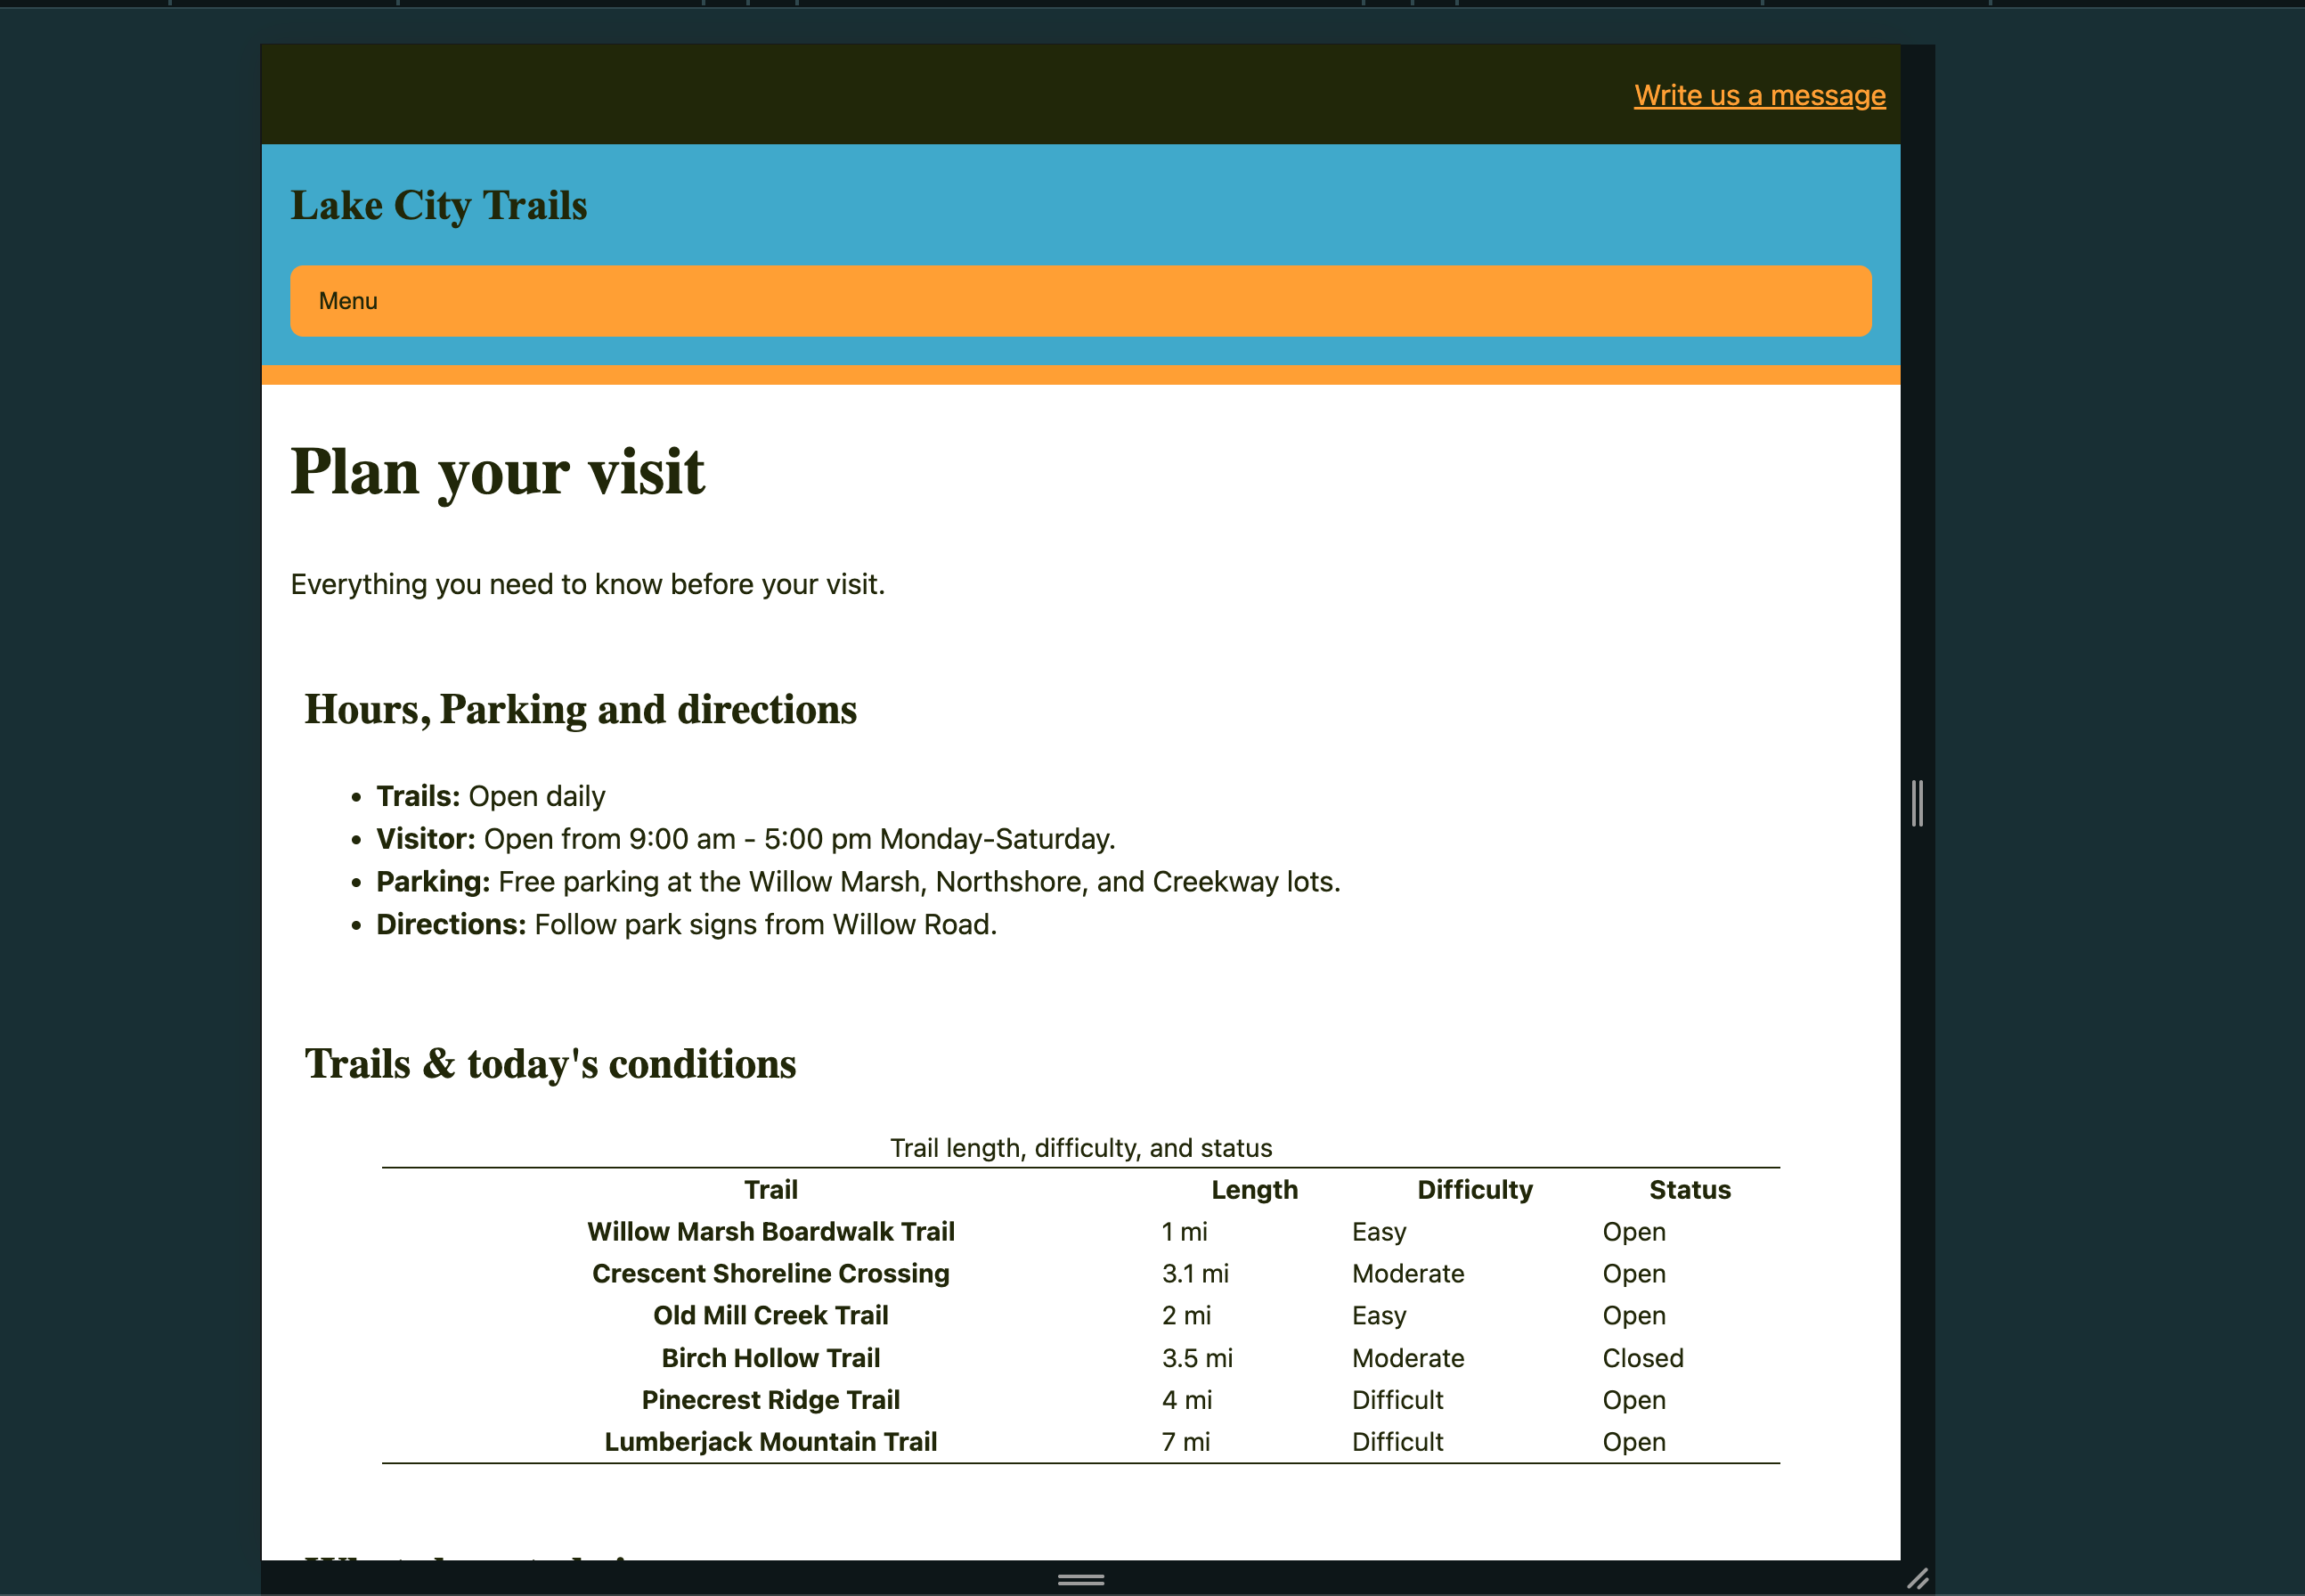 Write us a message
Lake City Trails
Menu
Plan your visit
Everything you need to know before your visit.
Hours, Parking and directions
• Trails: Open daily
• Visitor: Open from 9:00 am - 5:00 pm Monday-Saturday.
• Parking: Free parking at the Willow Marsh, Northshore, and Creekway lots.
• Directions: Follow park signs from Willow Road.
Trails & today's conditions
Trail length, difficulty, and status
Trail Length Difficulty Status
Willow Marsh Boardwalk Trail 1 mi Easy Open
Crescent Shoreline Crossing 3.1 mi Moderate Open
Old Mill Creek Trail 2 mi Easy Open
Birch Hollow Trail 3.5 mi Moderate Closed
Pinecrest Ridge Trail 4 mi Difficult Open
Lumberjack Mountain Trail 7 mi Difficult Open